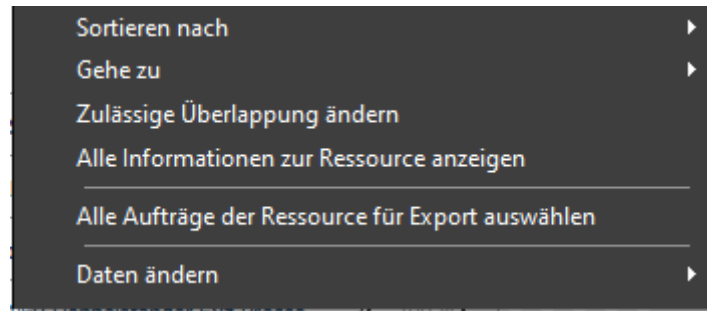 Sortieren nach
Gehe zu
Zulässige Überlappung ändern
Alle Informationen zur Ressource anzeigen
Alle Aufträge der Ressource für Export auswählen
Daten ändern